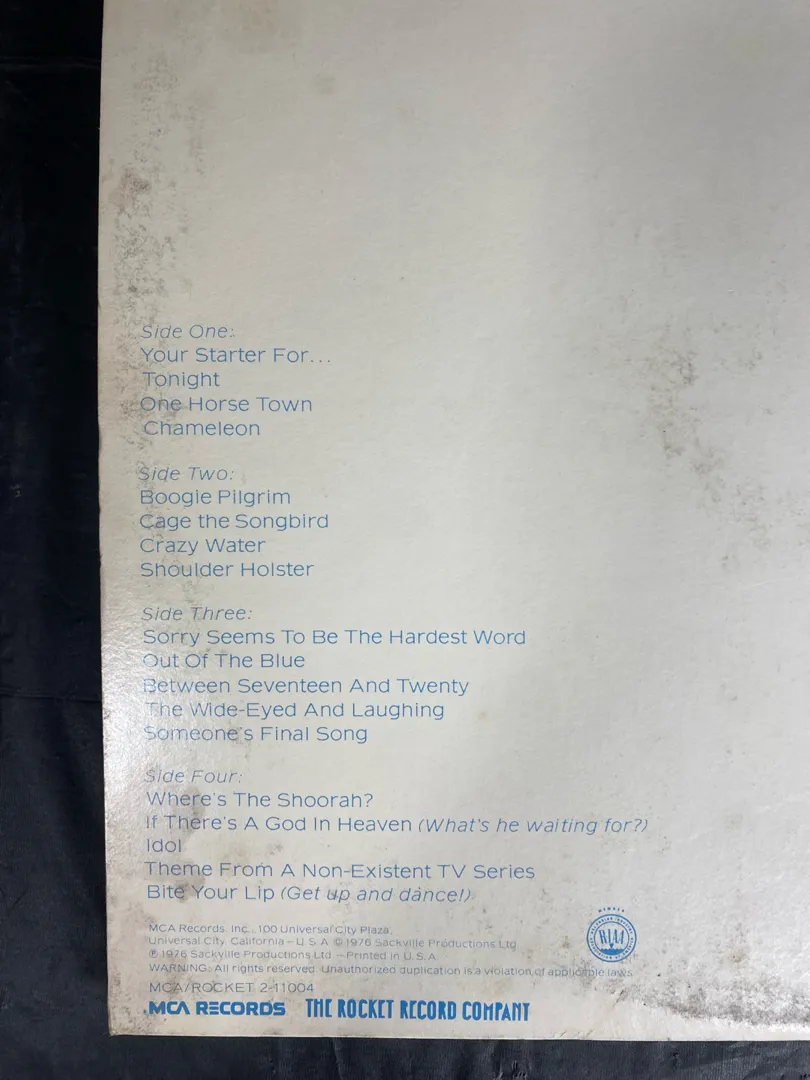 Side One:
Your Starter For...
Tonight
One Horse Town
Chameleon
Side Two:
Boogie Pilgrim
Cage the Songbird
Crazy Water
Shoulder Holster
Side Three:
Sorry Seems To Be The Hardest Word
Out Of The Blue
Between Seventeen And Twenty
The Wide-Eyed And Laughing
Someone's Final Song
Side Four:
Where's The Shoorah?
If There's A God In Heaven (What's he waiting for?)
Idol
Theme From A Non-Existent TV Series
Bite Your Lip (Get up and dance!)
MCA Records, Inc., 100 Universal City Plaza,
Universal City, California – U.S.A. © 1976 Sackville Productions Ltd.
℗ 1976 Sackville Productions Ltd. – Printed in U.S.A.
WARNING: All rights reserved. Unauthorized duplication is a violation of applicable laws.
MCA/ROCKET 2-11004
MCA RECORDS THE ROCKET RECORD COMPANY
MEMBER
RIAA